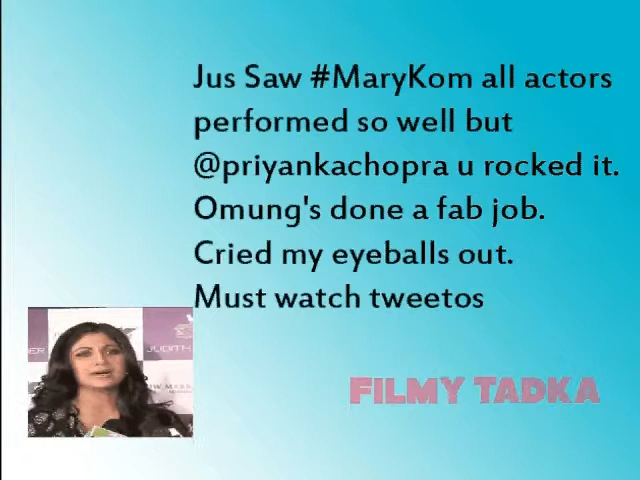 Jus Saw #MaryKom all actors
performed so well but
@priyankachopra u rocked it.
Omung's done a fab job.
Cried my eyeballs out.
Must watch tweetos
JUDITH
FILMY TADKA